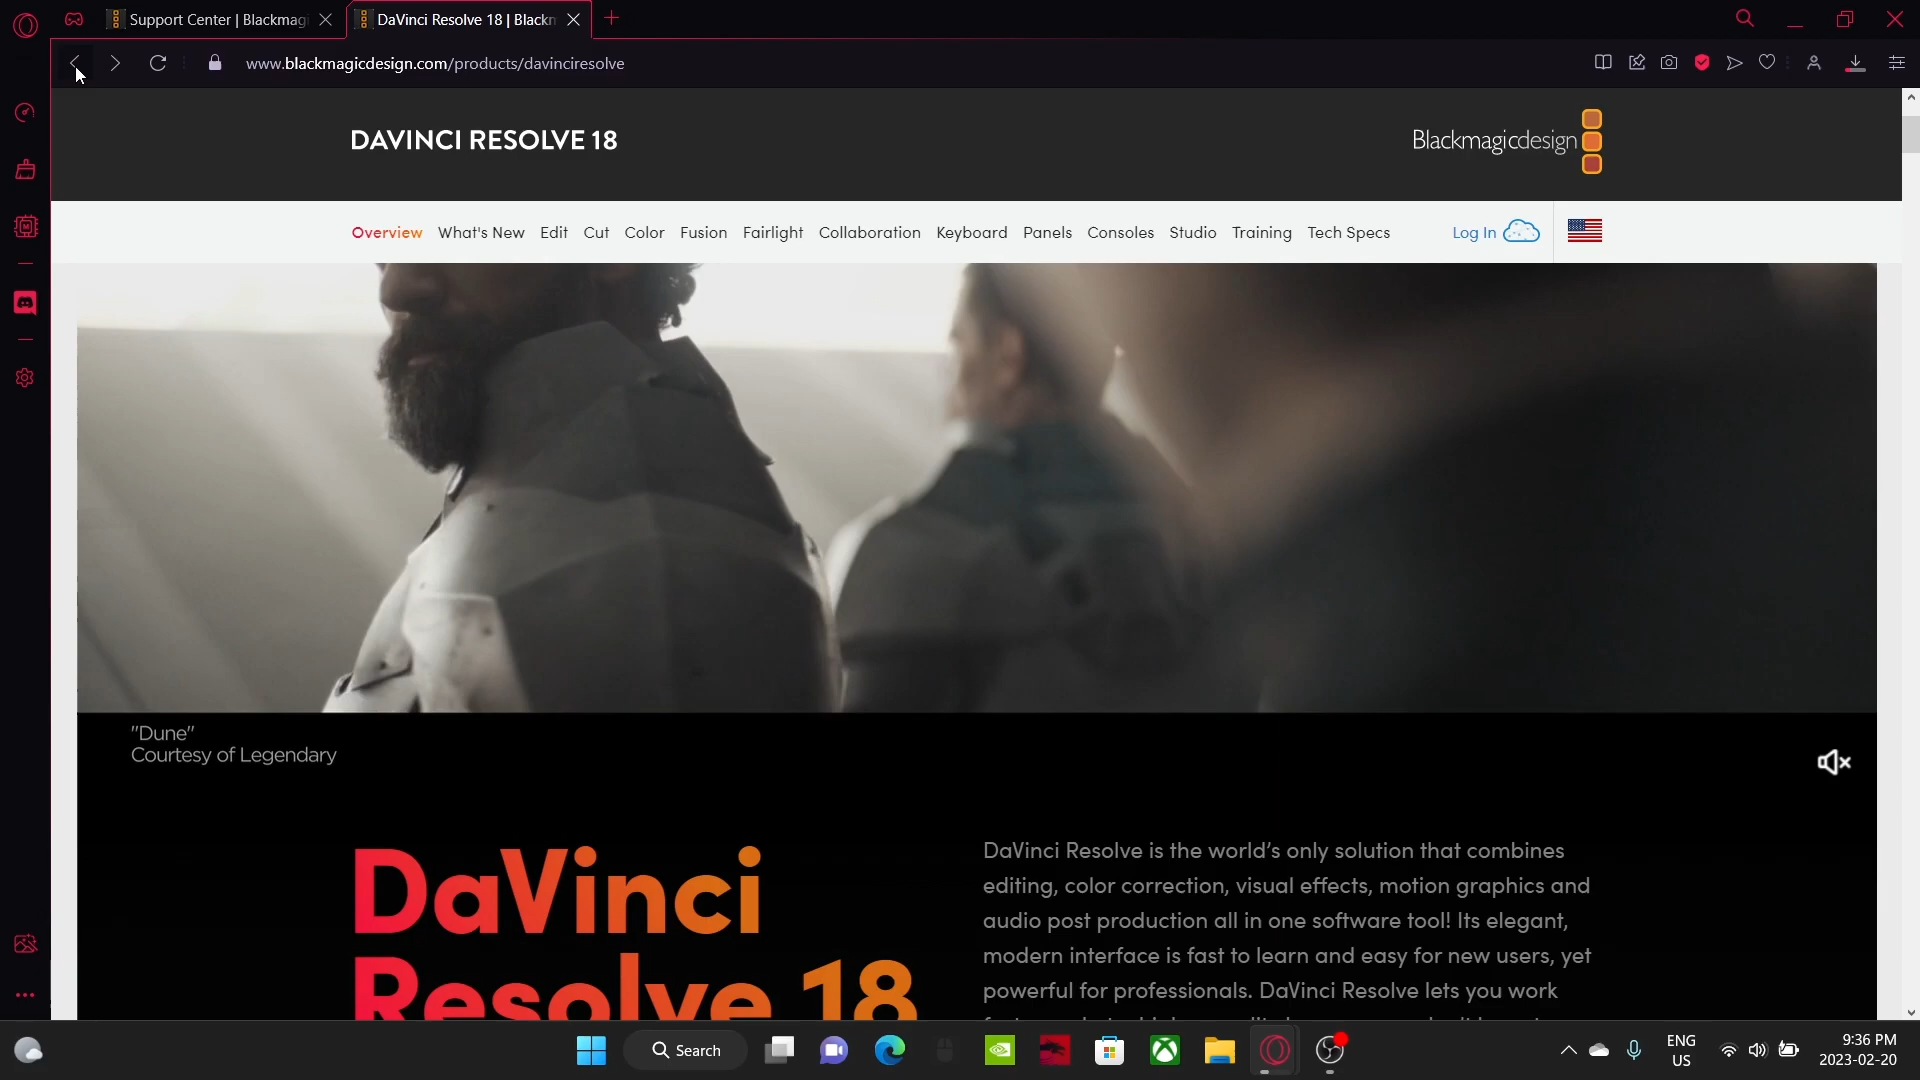 Support Center | Blackmagi
DaVinci Resolve 18 | Blackn
www.blackmagicdesign.com/products/davinciresolve
DAVINCI RESOLVE 18
Blackmagicdesign
Overview What's New Edit Cut Color Fusion Fairlight Collaboration Keyboard Panels Consoles Studio Training Tech Specs Log In
"Dune"
Courtesy of Legendary
DaVinci
Resolve 18
DaVinci Resolve is the world's only solution that combines
editing, color correction, visual effects, motion graphics and
audio post production all in one software tool! Its elegant,
modern interface is fast to learn and easy for new users, yet
powerful for professionals. DaVinci Resolve lets you work
Search
ENG
US
9:36 PM
2023-02-20